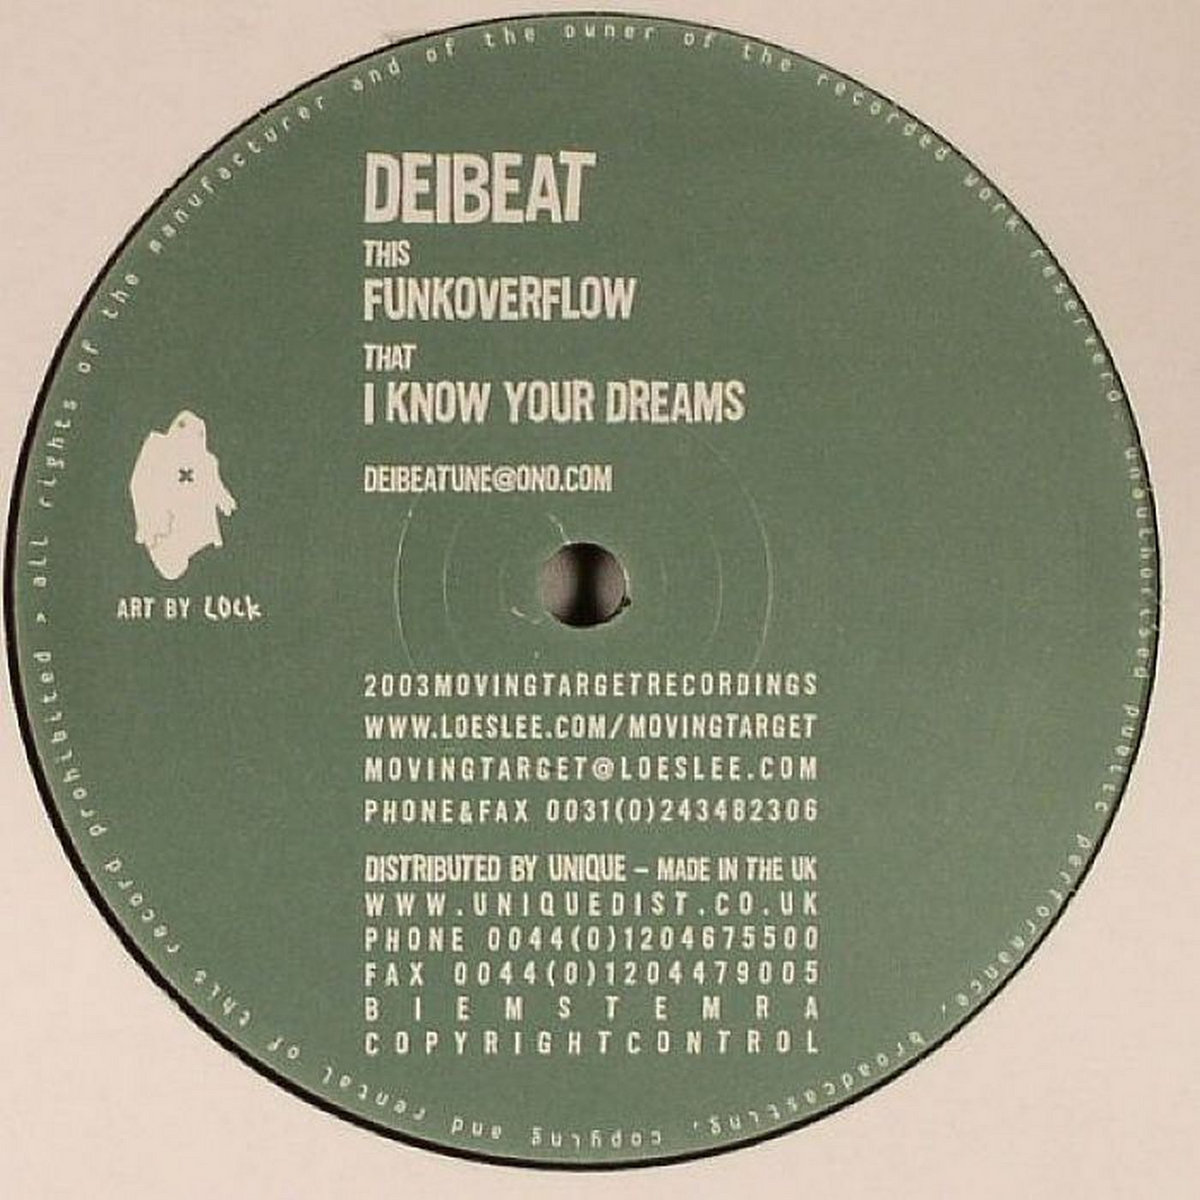 DEIBEAT
THIS
FUNKOVERFLOW
THAT
I KNOW YOUR DREAMS
DEIBEATUNE@ONO.COM
ART BY LOCK
2003MOVINGTARGETRECORDINGS
WWW.LOESLEE.COM/MOVINGTARGET
MOVINGTARGET@LOESLEE.COM
PHONE&FAX 0031(0)243482306
DISTRIBUTED BY UNIQUE – MADE IN THE UK
WWW.UNIQUEDIST.CO.UK
PHONE 0044(0)1204675500
FAX 0044(0)1204479005
BIEMSTEMRA
COPYRIGHTCONTROL
> all rights of the manufacturer and of the owner of the recorded work reserved. unauthorised public performance, broadcasting, copying and rental of this record prohibited